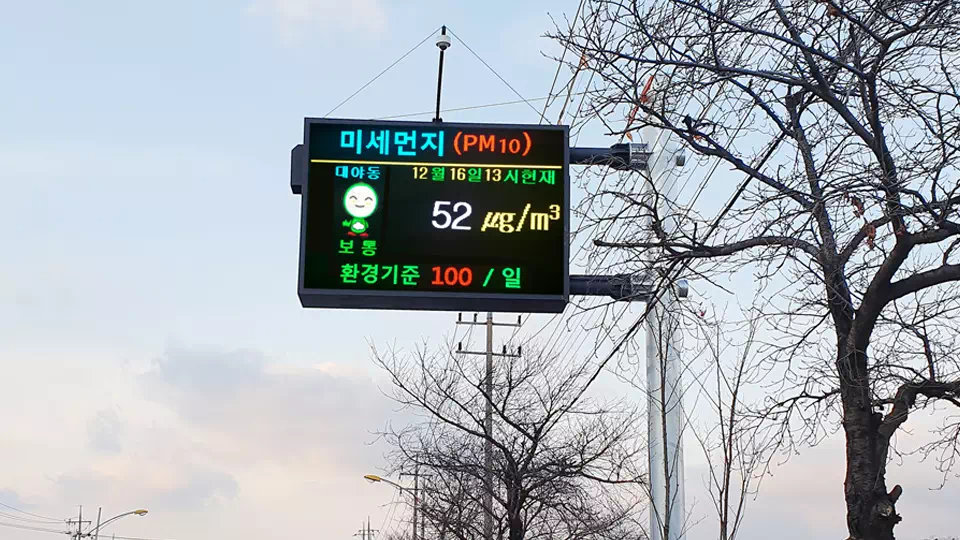 미세먼지 (PM10)
대야동 12월16일13시현재
52 ㎍/m³
보통
환경기준 100 / 일